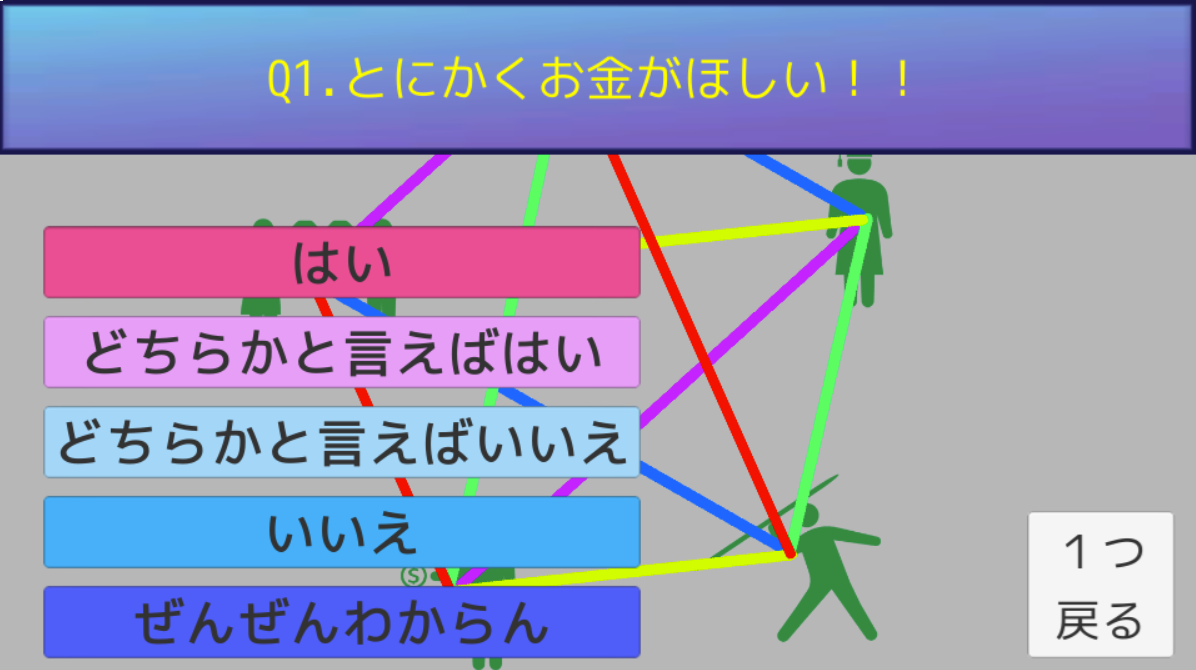 Q1.とにかくお金がほしい！！
はい
どちらかと言えばはい
どちらかと言えばいいえ
いいえ
ぜんぜんわからん
S
１つ
戻る